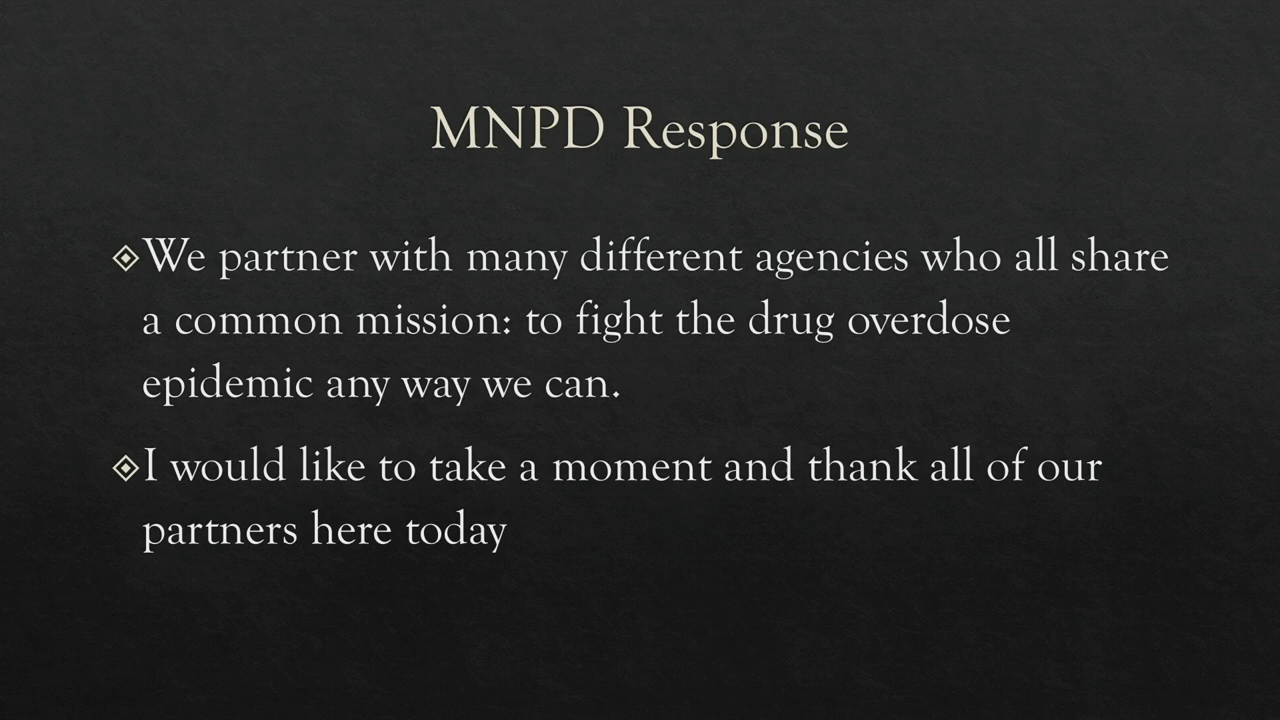 MNPD Response
We partner with many different agencies who all share
a common mission: to fight the drug overdose
epidemic any way we can.
I would like to take a moment and thank all of our
partners here today